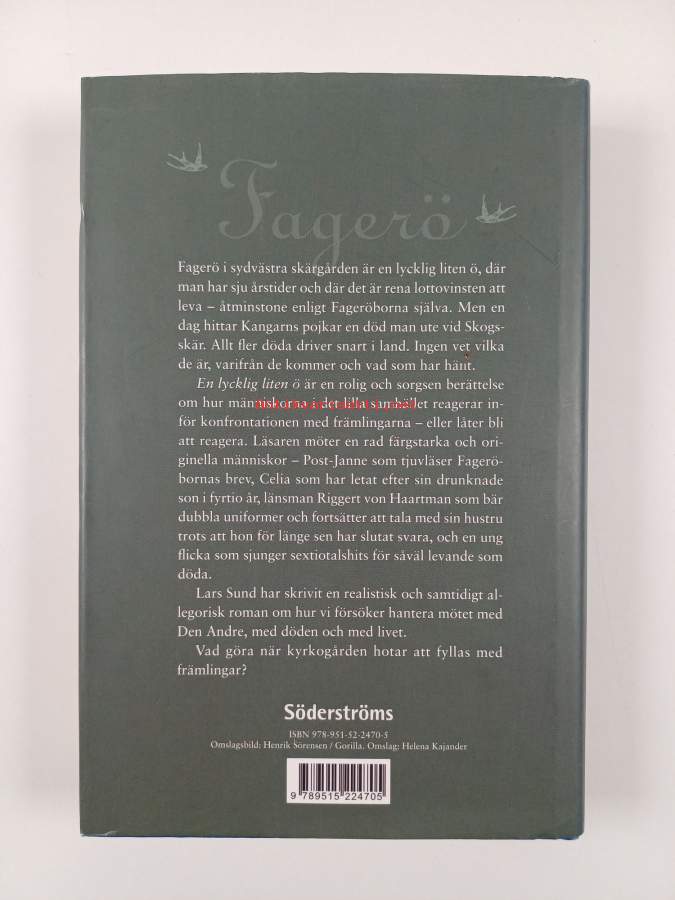 Fagerö
Fagerö i sydvästra skärgården är en lycklig liten ö, där
man har sju årstider och där det är rena lottovinsten att
leva – åtminstone enligt Fageröborna själva. Men en
dag hittar Kangarns pojkar en död man ute vid Skogs-
skär. Allt fler döda driver snart i land. Ingen vet vilka
de är, varifrån de kommer och vad som har hänt.
En lycklig liten ö är en rolig och sorgsen berättelse
om hur människorna i det lilla samhället reagerar in-
för konfrontationen med främlingarna – eller låter bli
att reagera. Läsaren möter en rad färgstarka och ori-
ginella människor – Post-Janne som tjuvläser Fagerö-
bornas brev, Celia som har letat efter sin drunknade
son i fyrtio år, länsman Riggert von Haartman som bär
dubbla uniformer och fortsätter att tala med sin hustru
trots att hon för länge sen har slutat svara, och en ung
flicka som sjunger sextiotalshits för såväl levande som
döda.
Lars Sund har skrivit en realistisk och samtidigt al-
legorisk roman om hur vi försöker hantera mötet med
Den Andre, med döden och med livet.
Vad göra när kyrkogården hotar att fyllas med
främlingar?
Söderströms
ISBN 978-951-52-2470-5
Omslagsbild: Henrik Sörensen / Gorilla. Omslag: Helena Kajander
9 789515 224705